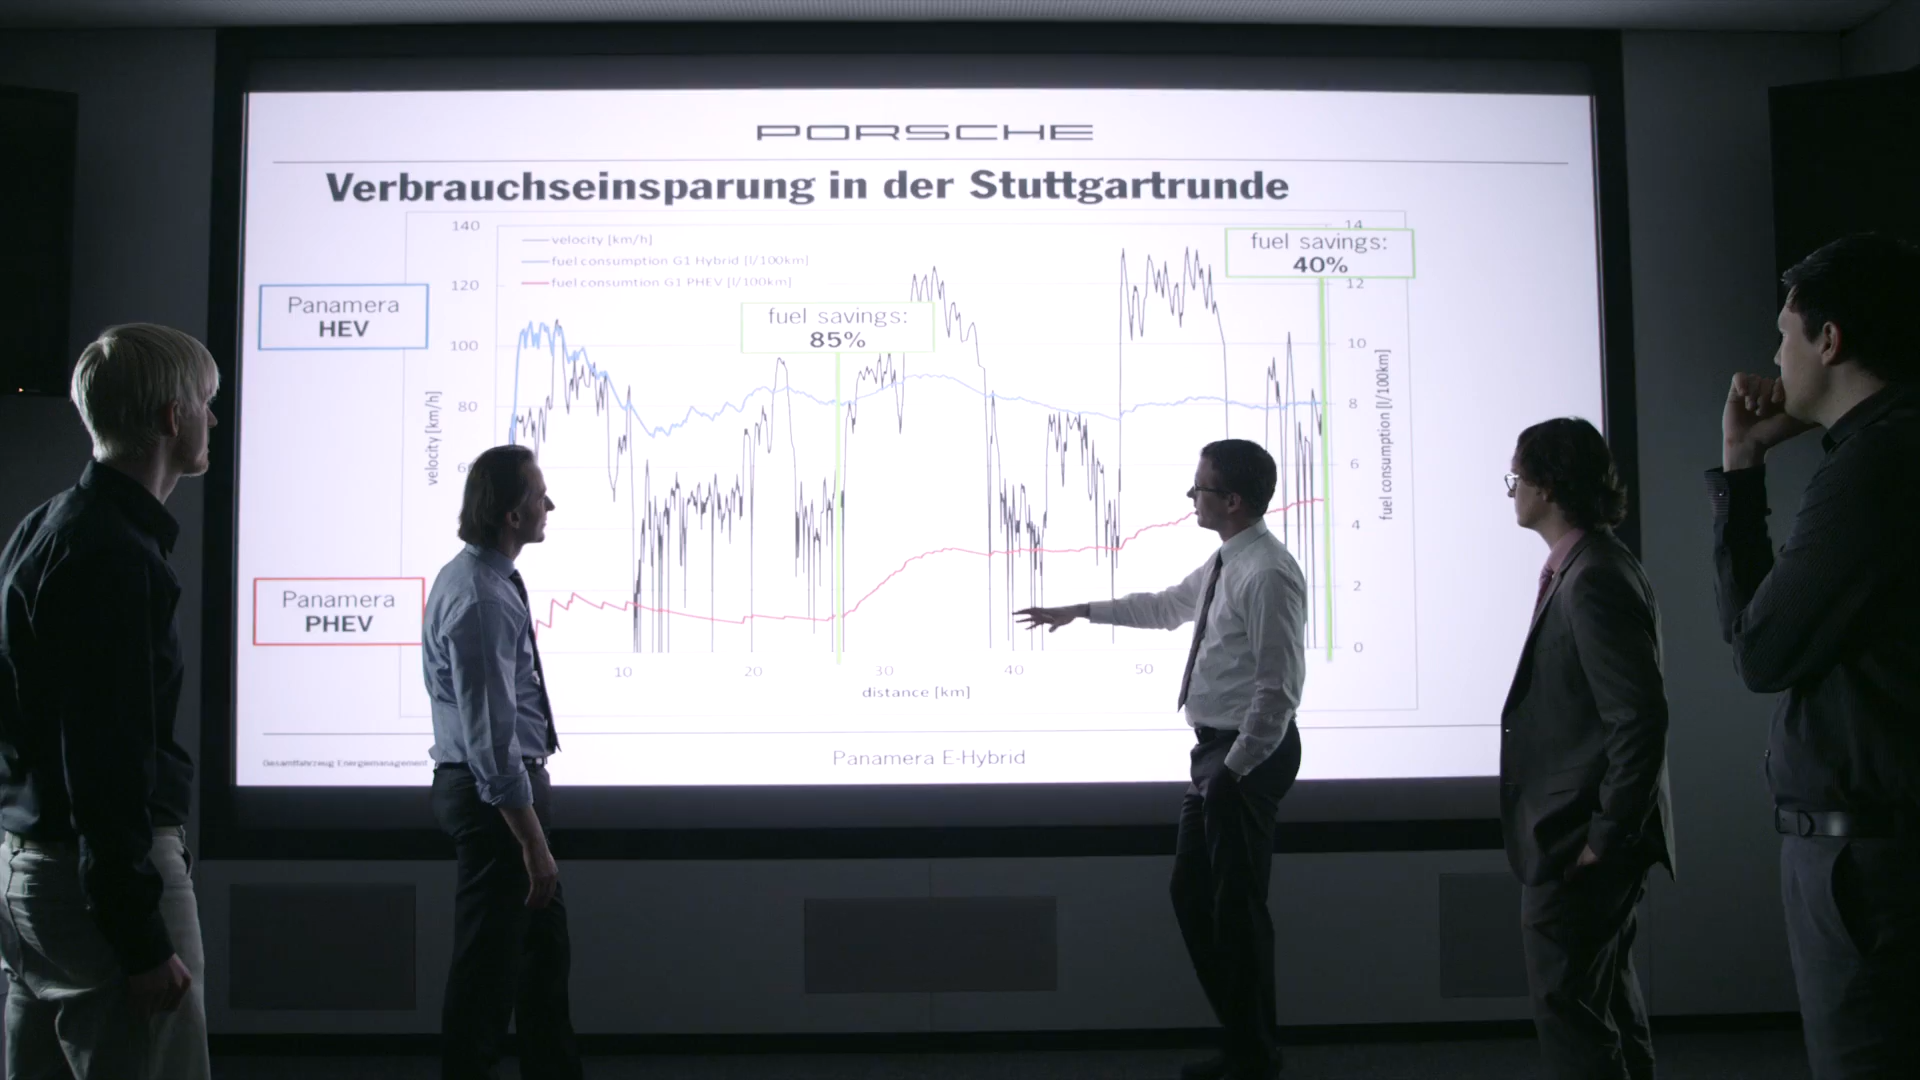 PORSCHE
Verbrauchseinsparung in der Stuttgartrunde
140
14
velocity [km/h]
fuel consumption G1 Hybrid [l/100km]
fuel consumtion G1 PHEV [l/100km]
fuel savings:
40%
120
12
Panamera
HEV
fuel savings:
85%
100
10
80
8
velocity [km/h]
fuel consumption [l/100km]
6
4
2
0
Panamera
PHEV
10
20
30
40
50
distance [km]
Gesamtfahrzeug Energiemanagement
Panamera E-Hybrid